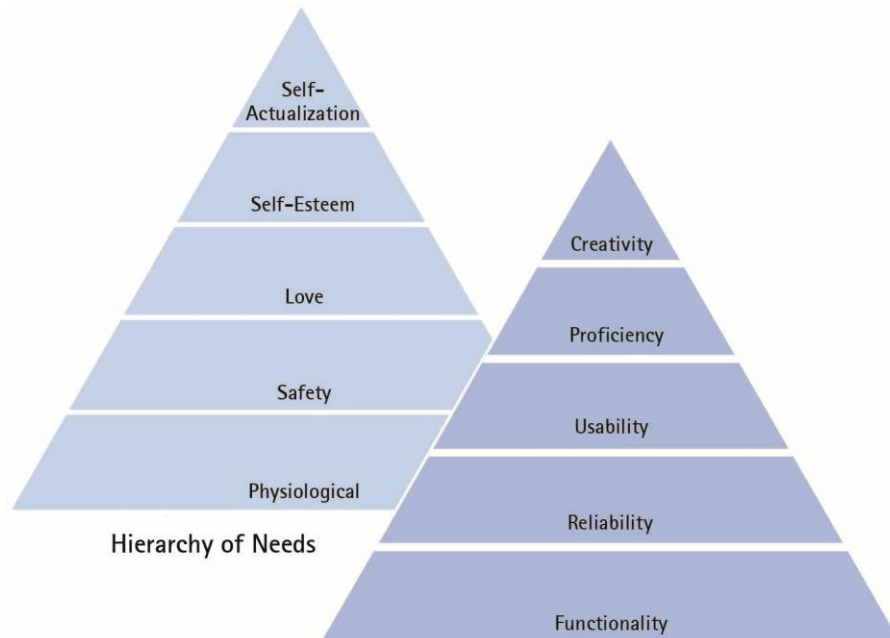 Self-
Actualization
Self-Esteem
Love
Safety
Physiological
Hierarchy of Needs
Creativity
Proficiency
Usability
Reliability
Functionality